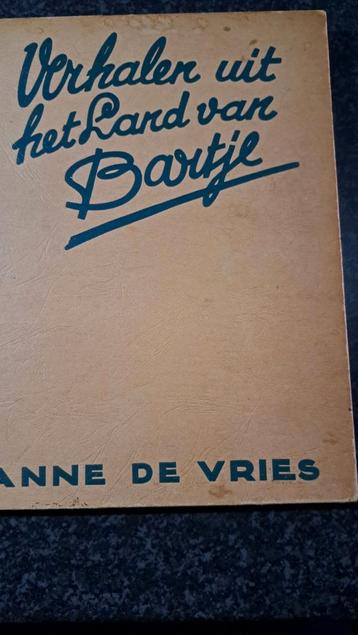 Verhalen uit
het Land van
Bartje
ANNE DE VRIES